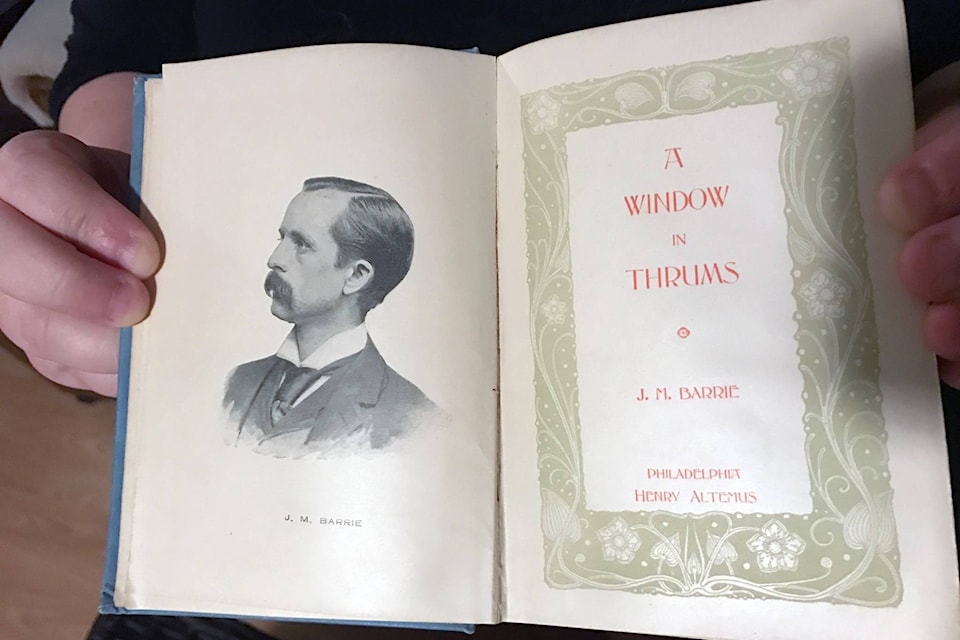 J. M. BARRIE
A
WINDOW
IN
THRUMS
J. M. BARRIE
PHILADELPHIA
HENRY ALTEMUS